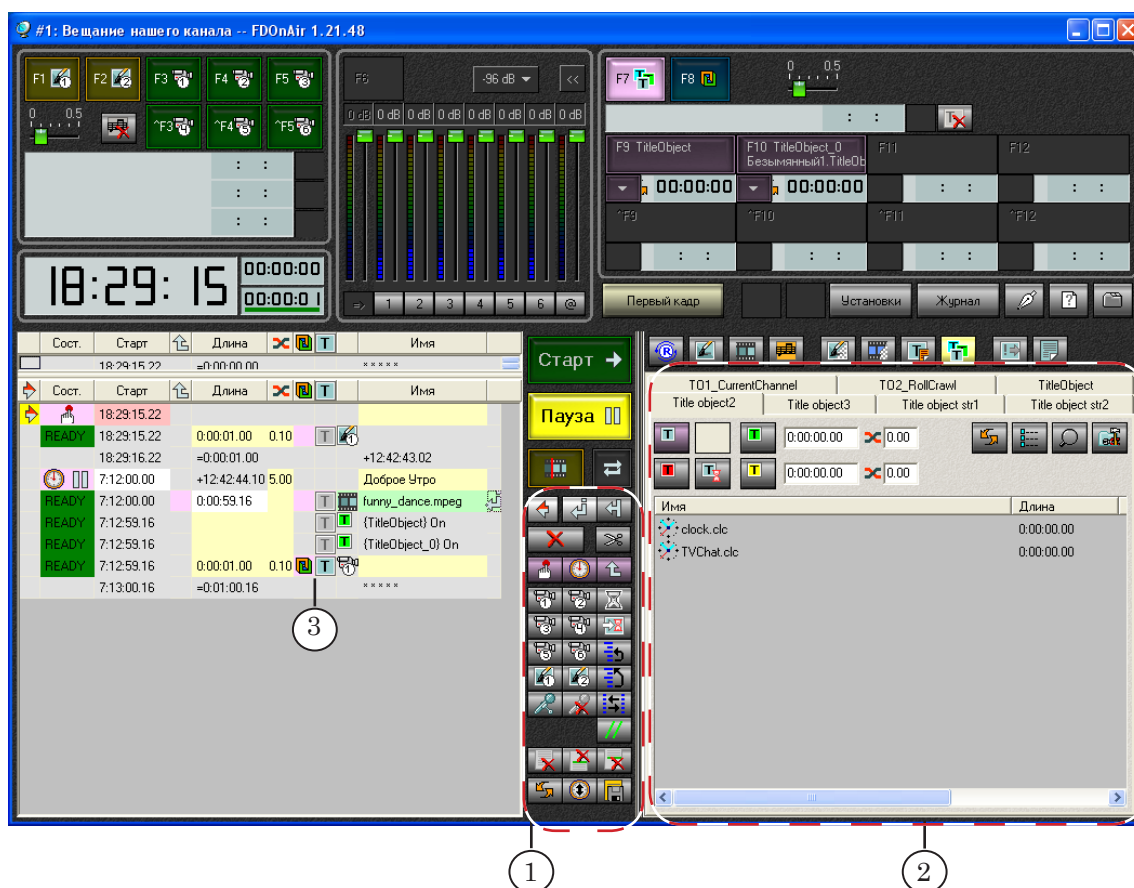 #1: Вещание нашего канала -- FDOnAir 1.21.48
F1 F2 F3 F4 F5
^F3 ^F4 ^F5
0 0.5
: :
: :
: :
18:29:15
00:00:00
00:00:01
F6 -96 dB <<
0 dB 0 dB 0 dB 0 dB 0 dB 0 dB 0 dB 0 dB
=> 1 2 3 4 5 6 @
F7 F8 0 0.5
: :
F9 TitleObject
F10 TitleObject_0
Безымянный1.TitleOb
F11 F12
00:00:00 00:00:00 : : : :
^F9 ^F10 ^F11 ^F12
: : : : : : : :
Первый кадр Установки Журнал
Сост. Старт Длина T Имя
18:29:15.22 =0:00:00.00 * * * * *
Сост. Старт Длина T Имя
18:29:15.22
READY 18:29:15.22 0:00:01.00 0.10 T 1
18:29:16.22 =0:00:01.00 +12:42:43.02
7:12:00.00 +12:42:44.10 5.00 Доброе Утро
READY 7:12:00.00 0:00:59.16 T funny_dance.mpeg
READY 7:12:59.16 T T {TitleObject} On
READY 7:12:59.16 T T {TitleObject_0} On
READY 7:12:59.16 0:00:01.00 0.10 T 1
7:13:00.16 =0:01:00.16 * * * * *
Старт
Пауза
TO1_CurrentChannel TO2_RollCrawl TitleObject
Title object2 Title object3 Title object str1 Title object str2
T T 0:00:00.00 0.00 edit
T T T 0:00:00.00 0.00
Имя Длина
clock.clc 0:00:00.00
TVChat.clc 0:00:00.00
3
1
2